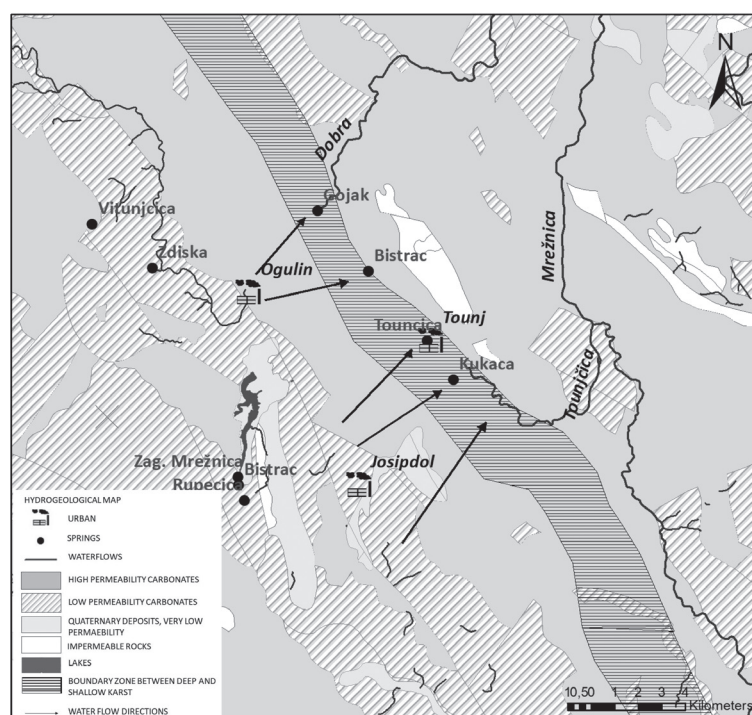 N
Dobra
Gojak
Vitunjcica
Zdiska
Ogulin
Bistrac
Mrežnica
Tounj
Touncica
Kukaca
Tounjčica
Zag. Mrežnica
Bistrac
Rupecica
Josipdol
HYDROGEOLOGICAL MAP
URBAN
SPRINGS
WATERFLOWS
HIGH PERMEABILITY CARBONATES
LOW PERMEABILITY CARBONATES
QUATERNARY DEPOSITS, VERY LOW
PERMAEBILITY
IMPERMEABLE ROCKS
LAKES
BOUNDARY ZONE BETWEEN DEEP AND
SHALLOW KARST
WATER FLOW DIRECTIONS
10,50 1 2 3 4
Kilometers